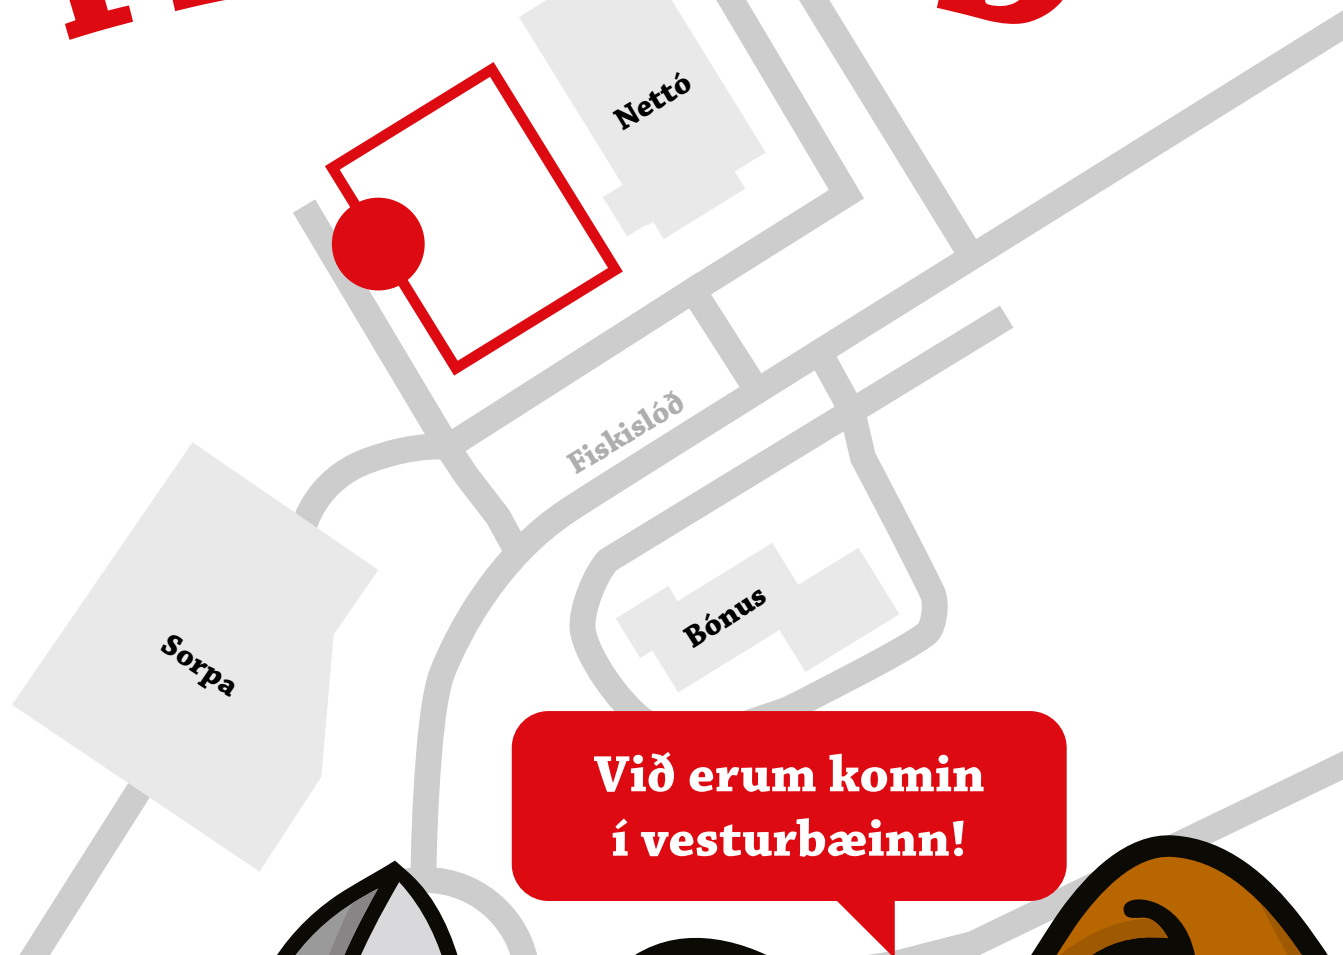 Nettó
Fiskislóð
Bónus
Sorpa
Við erum komin
í vesturbæinn!